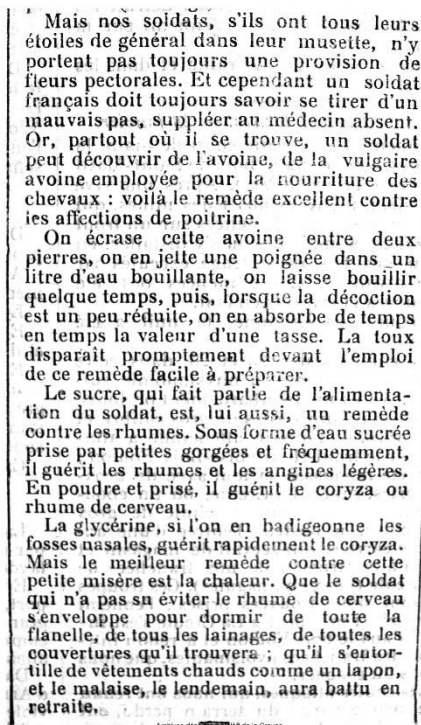 Mais nos soldats, s'ils ont tous leurs
étoiles de général dans leur musette, n'y
portent pas toujours une provision de
fleurs pectorales. Et cependant un soldat
français doit toujours savoir se tirer d'un
mauvais pas, suppléer au médecin absent.
Or, partout où il se trouve, un soldat
peut découvrir de l'avoine, de la vulgaire
avoine employée pour la nourriture des
chevaux : voilà le remède excellent contre
les affections de poitrine.
On écrase cette avoine entre deux
pierres, on en jette une poignée dans un
litre d'eau bouillante, on laisse bouillir
quelque temps, puis, lorsque la décoction
est un peu réduite, on en absorbe de temps
en temps la valeur d'une tasse. La toux
disparaît promptement devant l'emploi
de ce remède facile à préparer.
Le sucre, qui fait partie de l'alimenta-
tion du soldat, est, lui aussi, un remède
contre les rhumes. Sous forme d'eau sucrée
prise par petites gorgées et fréquemment,
il guérit les rhumes et les angines légères.
En poudre et prisé, il guérit le coryza ou
rhume de cerveau.
La glycérine, si l'on en badigeonne les
fosses nasales, guérit rapidement le coryza.
Mais le meilleur remède contre cette
petite misère est la chaleur. Que le soldat
qui n'a pas su éviter le rhume de cerveau
s'enveloppe pour dormir de toute la
flanelle, de tous les lainages, de toutes les
couvertures qu'il trouvera ; qu'il s'entor-
tille de vêtements chauds comme un lapon,
et le malaise, le lendemain, aura battu en
retraite.